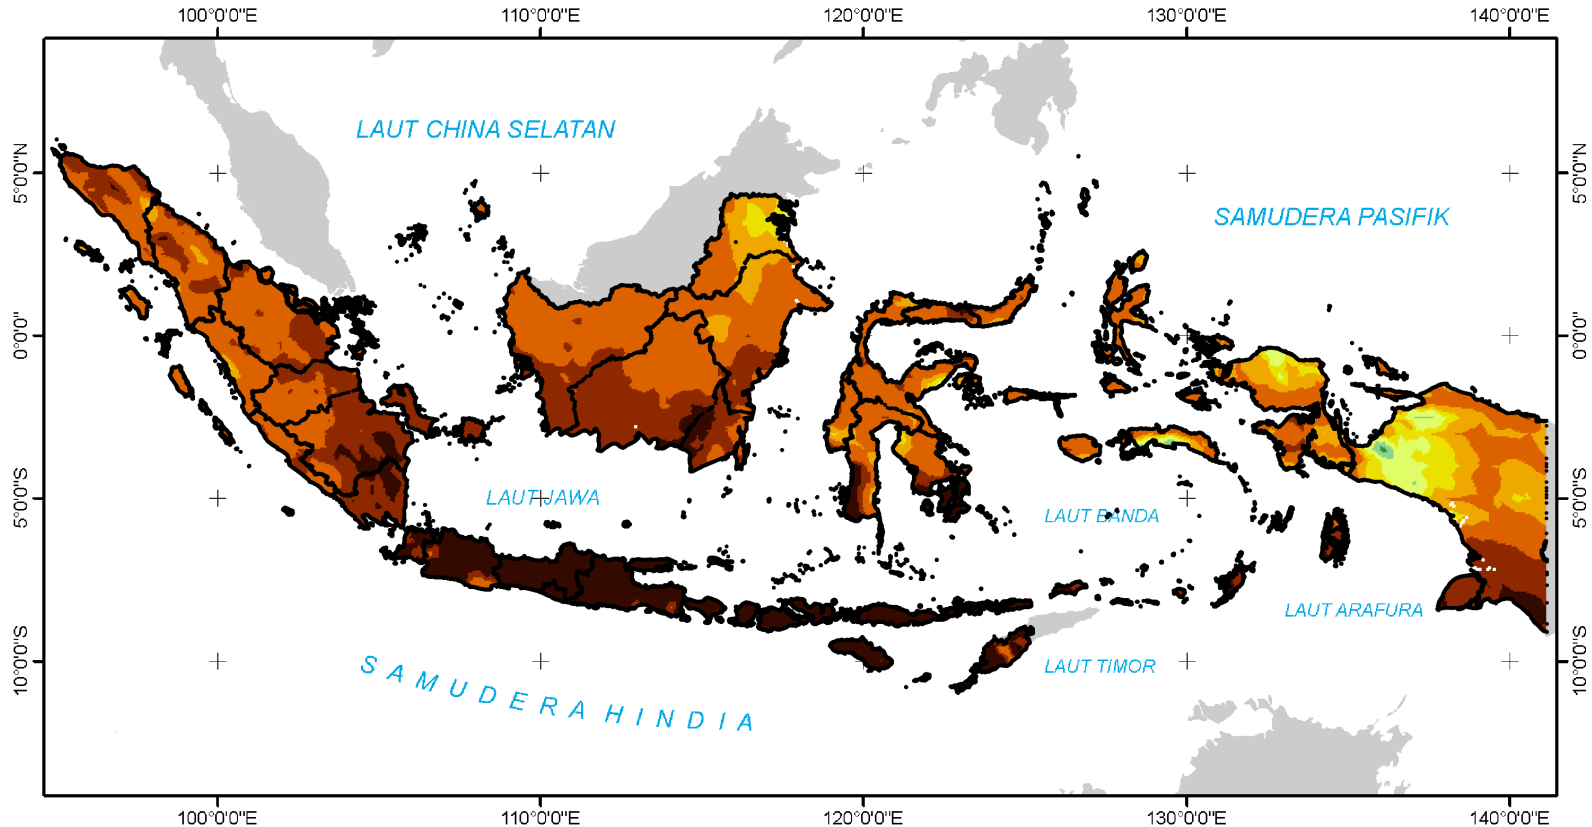 100°0'0"E 110°0'0"E 120°0'0"E 130°0'0"E 140°0'0"E
LAUT CHINA SELATAN
5°0'0"N 5°0'0"N
SAMUDERA PASIFIK
0°0'0" 0°0'0"
LAUT JAWA
5°0'0"S 5°0'0"S
LAUT BANDA
LAUT ARAFURA
10°0'0"S 10°0'0"S
LAUT TIMOR
SAMUDERA HINDIA
100°0'0"E 110°0'0"E 120°0'0"E 130°0'0"E 140°0'0"E